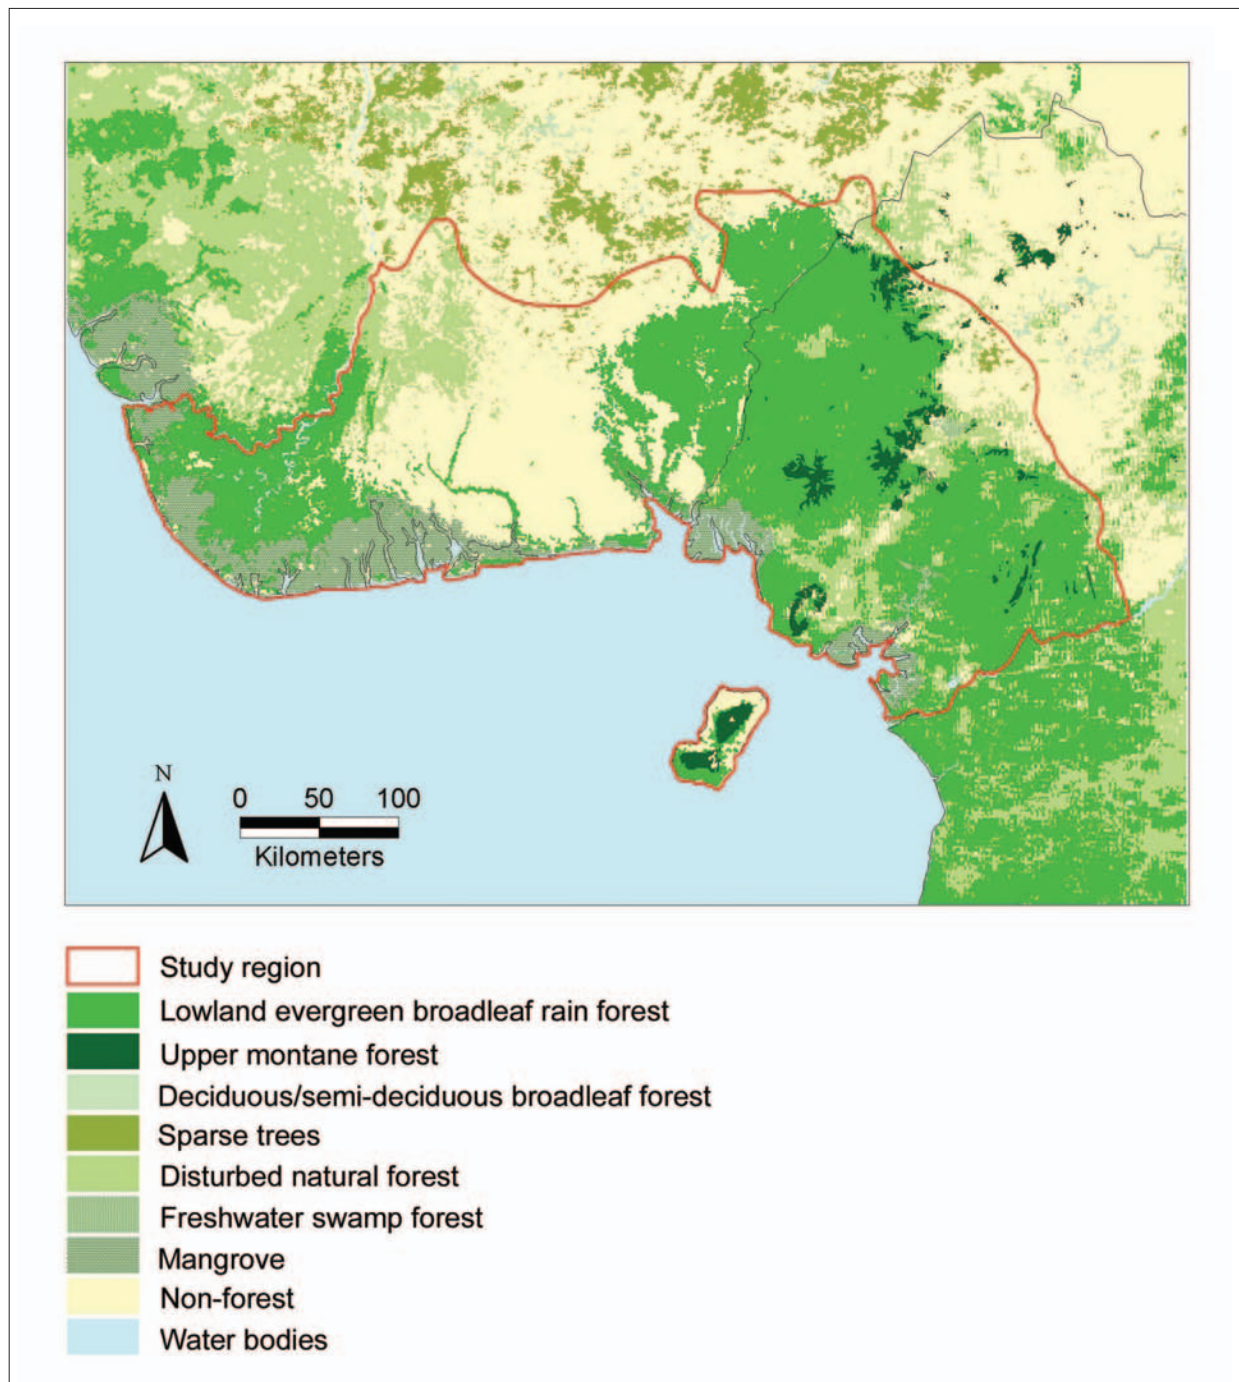 N
0 50 100
Kilometers
Study region
Lowland evergreen broadleaf rain forest
Upper montane forest
Deciduous/semi-deciduous broadleaf forest
Sparse trees
Disturbed natural forest
Freshwater swamp forest
Mangrove
Non-forest
Water bodies